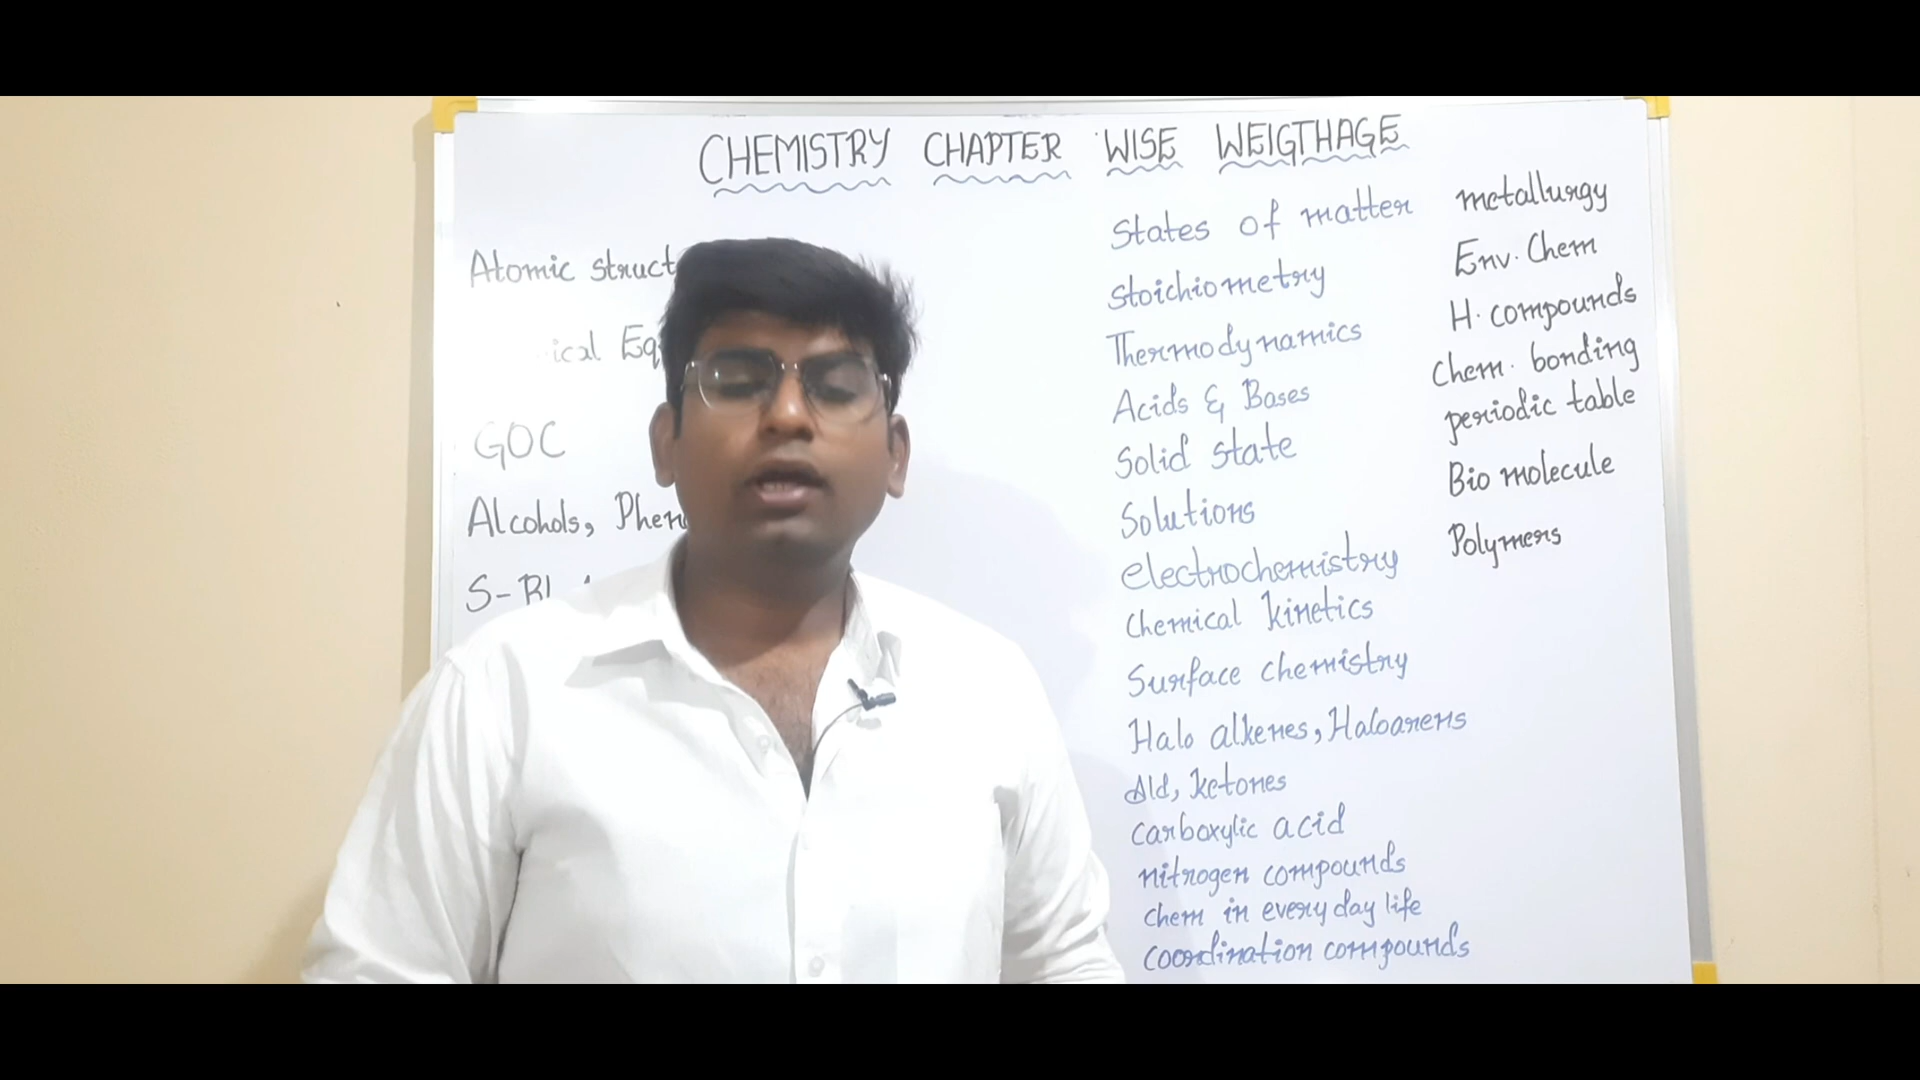 CHEMISTRY CHAPTER WISE WEIGTHAGE
Atomic struct
ical Eq
GOC
Alcohols, Phen
S-Bl
States of matter
Stoichiometry
Thermodynamics
Acids & Bases
Solid state
Solutions
electrochemistry
Chemical kinetics
Surface chemistry
Halo alkenes, Haloarens
Ald, ketones
carboxylic acid
nitrogen compounds
chem in every day life
coordination compounds
metallurgy
Env. Chem
H. compounds
Chem. bonding
periodic table
Bio molecule
Polymers